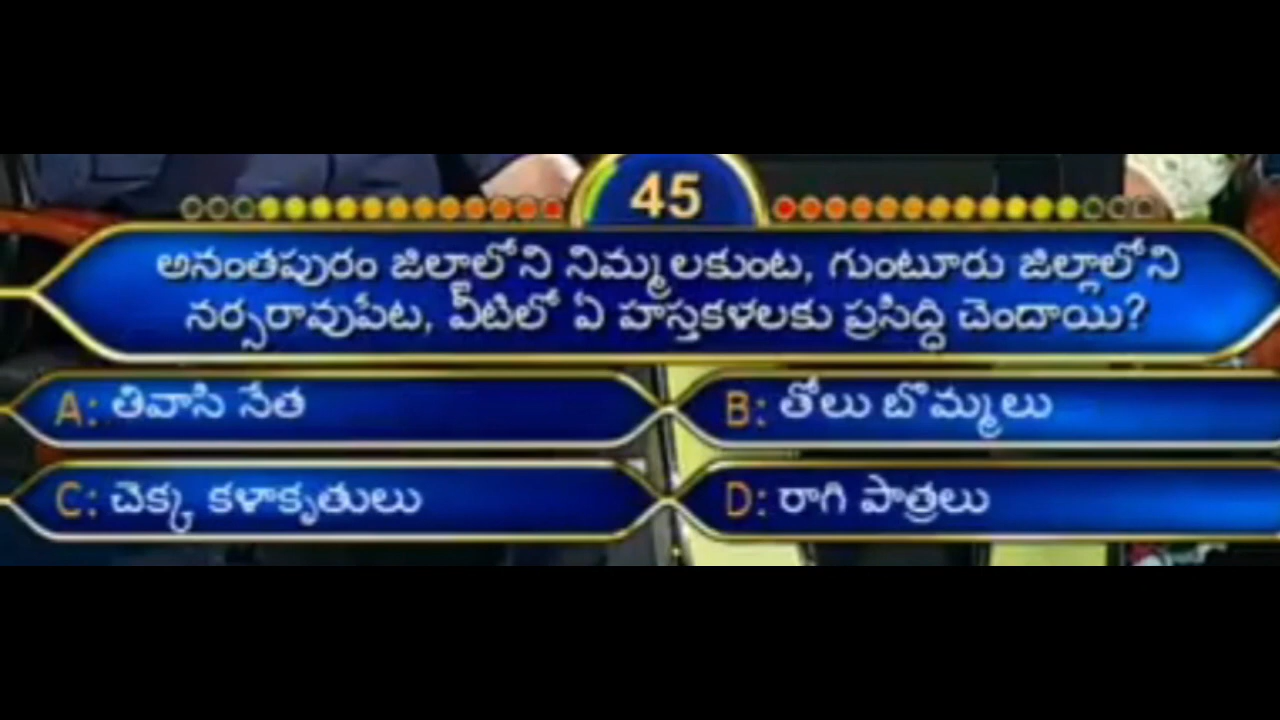 45
అనంతపురం జిల్లాలోని నిమ్మలకుంట, గుంటూరు జిల్లాలోని
నర్సరావుపేట, వీటిలో ఏ హస్తకళలకు ప్రసిద్ధి చెందాయి?
A: తివాసి నేత
B: తోలు బొమ్మలు
C: చెక్క కళాకృతులు
D: రాగి పాత్రలు